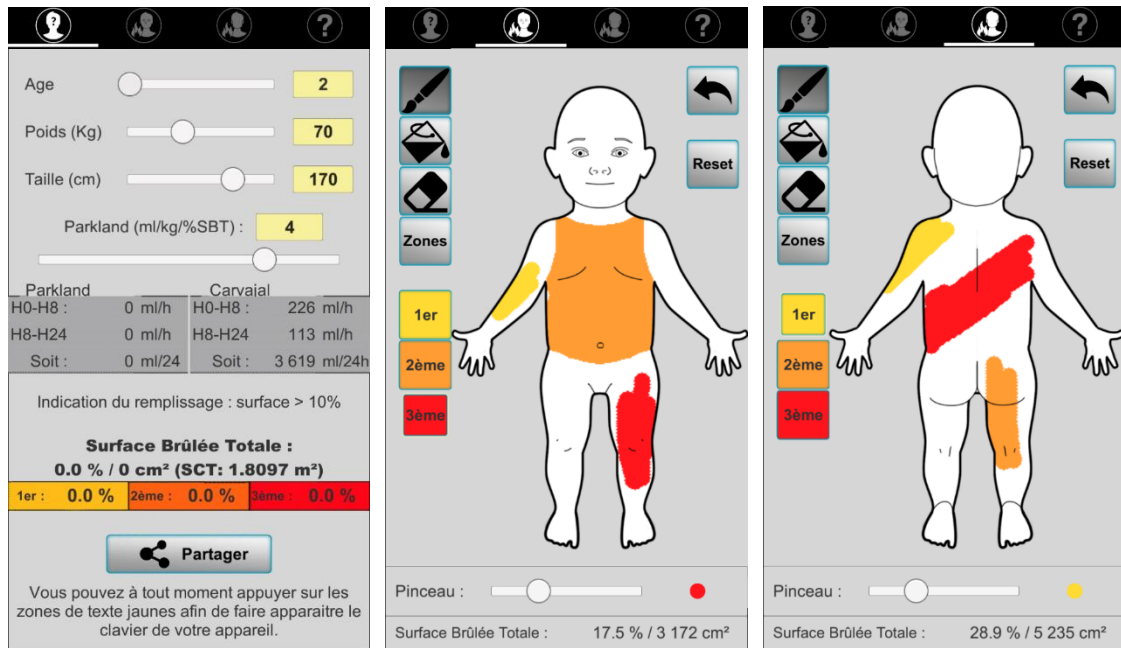 ?
?
Age 2
Poids (Kg) 70
Taille (cm) 170
Parkland (ml/kg/%SBT) : 4
Parkland Carvajal
H0-H8 : 0 ml/h H0-H8 : 226 ml/h
H8-H24 0 ml/h H8-H24 113 ml/h
Soit : 0 ml/24 Soit : 3 619 ml/24h
Indication du remplissage : surface > 10%
Surface Brûlée Totale :
0.0 % / 0 cm² (SCT: 1.8097 m²)
1er : 0.0 % 2ème : 0.0 % 3ème : 0.0 %
Partager
Vous pouvez à tout moment appuyer sur les
zones de texte jaunes afin de faire apparaitre le
clavier de votre appareil.
?
?
Reset
Zones
1er
2ème
3ème
Pinceau :
Surface Brûlée Totale : 17.5 % / 3 172 cm²
?
?
Reset
Zones
1er
2ème
3ème
Pinceau :
Surface Brûlée Totale : 28.9 % / 5 235 cm²